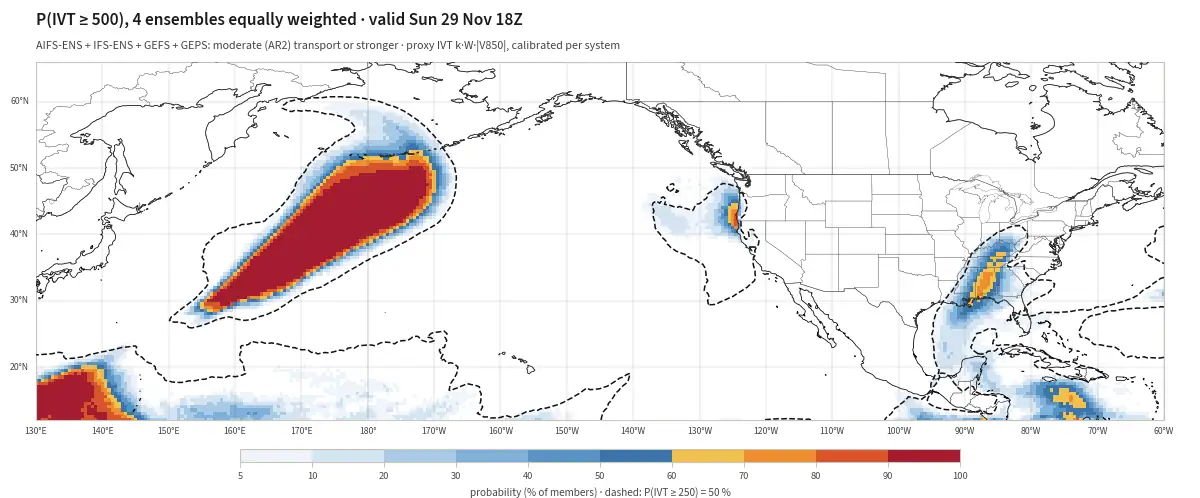 P(IVT ≥ 500), 4 ensembles equally weighted · valid Sun 29 Nov 18Z
AIFS-ENS + IFS-ENS + GEFS + GEPS: moderate (AR2) transport or stronger · proxy IVT k·W·|V850|, calibrated per system
60°N
50°N
40°N
30°N
20°N
130°E 140°E 150°E 160°E 170°E 180°E 170°W 160°W 150°W 140°W 130°W 120°W 110°W 100°W 90°W 80°W 70°W 60°W
5 10 20 30 40 50 60 70 80 90 100
probability (% of members) · dashed: P(IVT ≥ 250) = 50 %